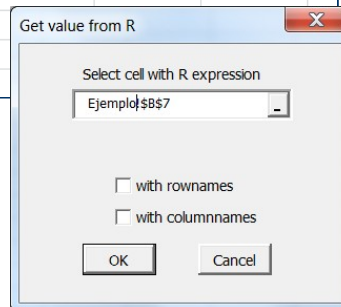 Get value from R
X
Select cell with R expression
Ejemplo!$B$7
_
with rownames
with columnnames
OK
Cancel